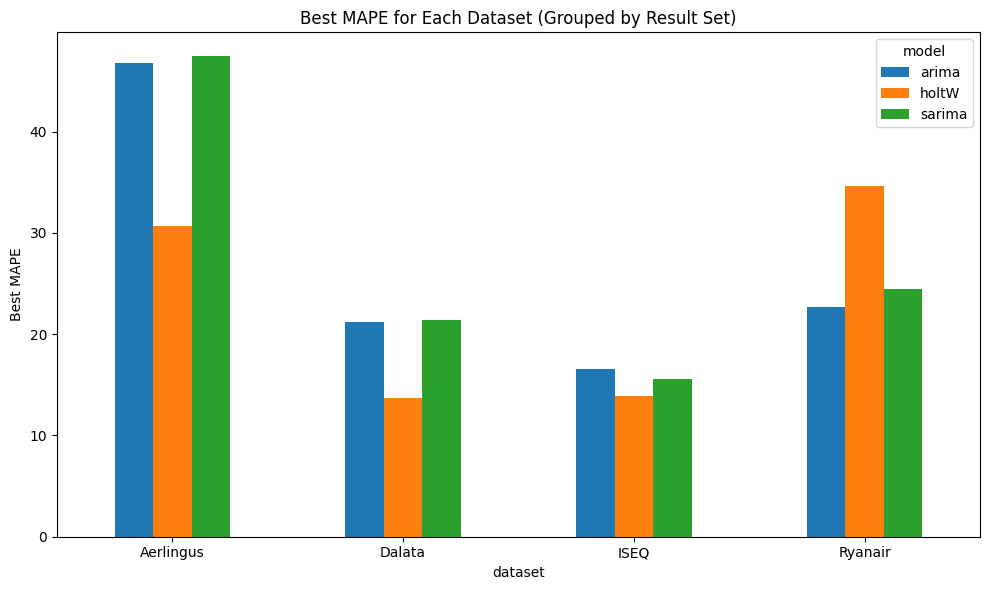 Best MAPE for Each Dataset (Grouped by Result Set)
model
arima
holtW
sarima
Best MAPE
40
30
20
10
0
Aerlingus Dalata ISEQ Ryanair
dataset